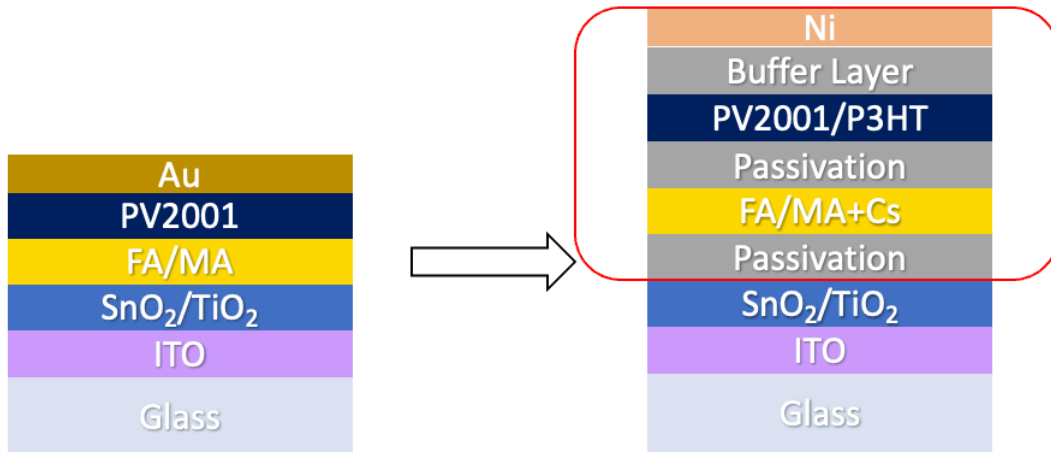 Au
PV2001
FA/MA
SnO₂/TiO₂
ITO
Glass
Ni
Buffer Layer
PV2001/P3HT
Passivation
FA/MA+Cs
Passivation
SnO₂/TiO₂
ITO
Glass